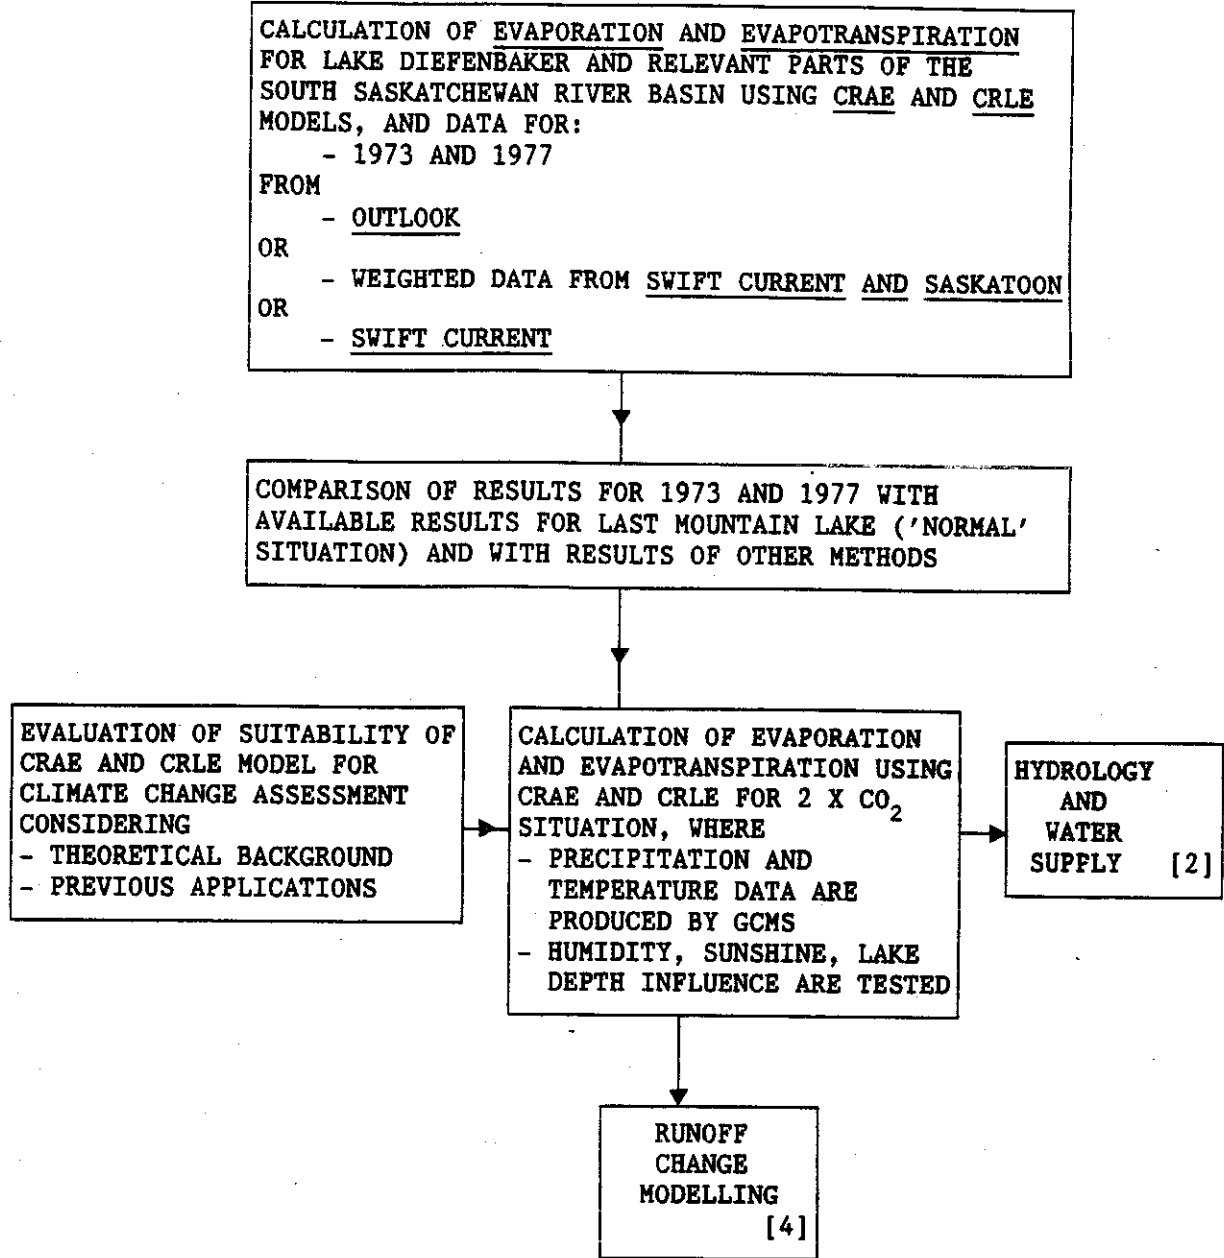 CALCULATION OF EVAPORATION AND EVAPOTRANSPIRATION
FOR LAKE DIEFENBAKER AND RELEVANT PARTS OF THE
SOUTH SASKATCHEWAN RIVER BASIN USING CRAE AND CRLE
MODELS, AND DATA FOR:
- 1973 AND 1977
FROM
- OUTLOOK
OR
- WEIGHTED DATA FROM SWIFT CURRENT AND SASKATOON
OR
- SWIFT CURRENT
COMPARISON OF RESULTS FOR 1973 AND 1977 WITH
AVAILABLE RESULTS FOR LAST MOUNTAIN LAKE ('NORMAL'
SITUATION) AND WITH RESULTS OF OTHER METHODS
EVALUATION OF SUITABILITY OF
CRAE AND CRLE MODEL FOR
CLIMATE CHANGE ASSESSMENT
CONSIDERING
- THEORETICAL BACKGROUND
- PREVIOUS APPLICATIONS
CALCULATION OF EVAPORATION
AND EVAPOTRANSPIRATION USING
CRAE AND CRLE FOR 2 X CO₂
SITUATION, WHERE
- PRECIPITATION AND
TEMPERATURE DATA ARE
PRODUCED BY GCMS
- HUMIDITY, SUNSHINE, LAKE
DEPTH INFLUENCE ARE TESTED
HYDROLOGY
AND
WATER
SUPPLY [2]
RUNOFF
CHANGE
MODELLING
[4]